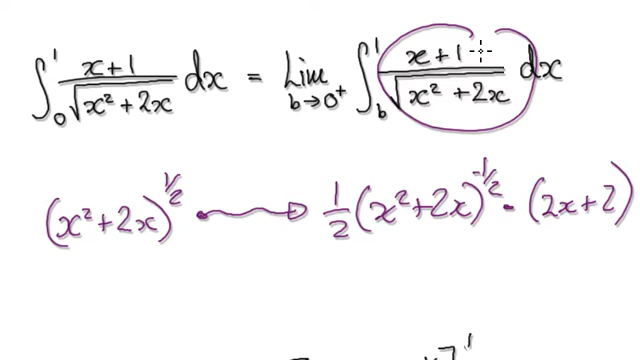 ∫₀¹ (x+1)/√(x²+2x) dx = Lim b→0⁺ ∫_b¹ (x+1)/√(x²+2x) dx
(x²+2x)^(1/2) → 1/2 (x²+2x)^(-1/2) · (2x+2)